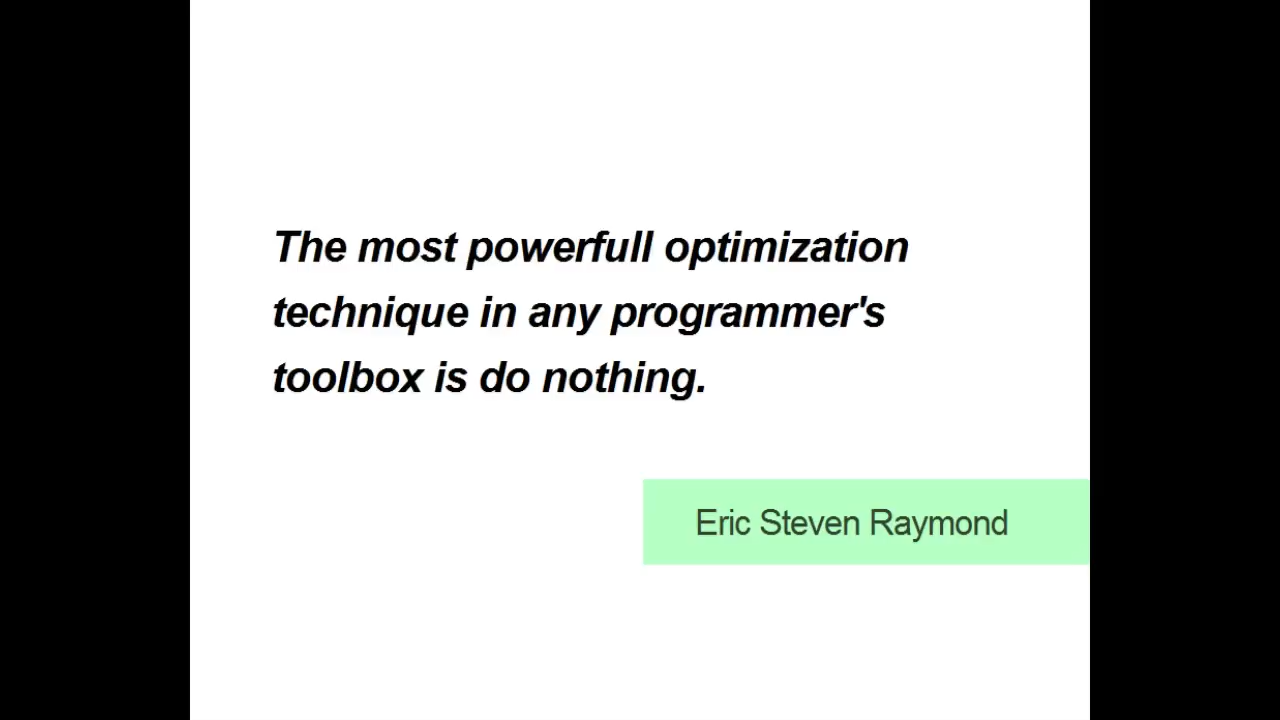 The most powerfull optimization
technique in any programmer's
toolbox is do nothing.
Eric Steven Raymond